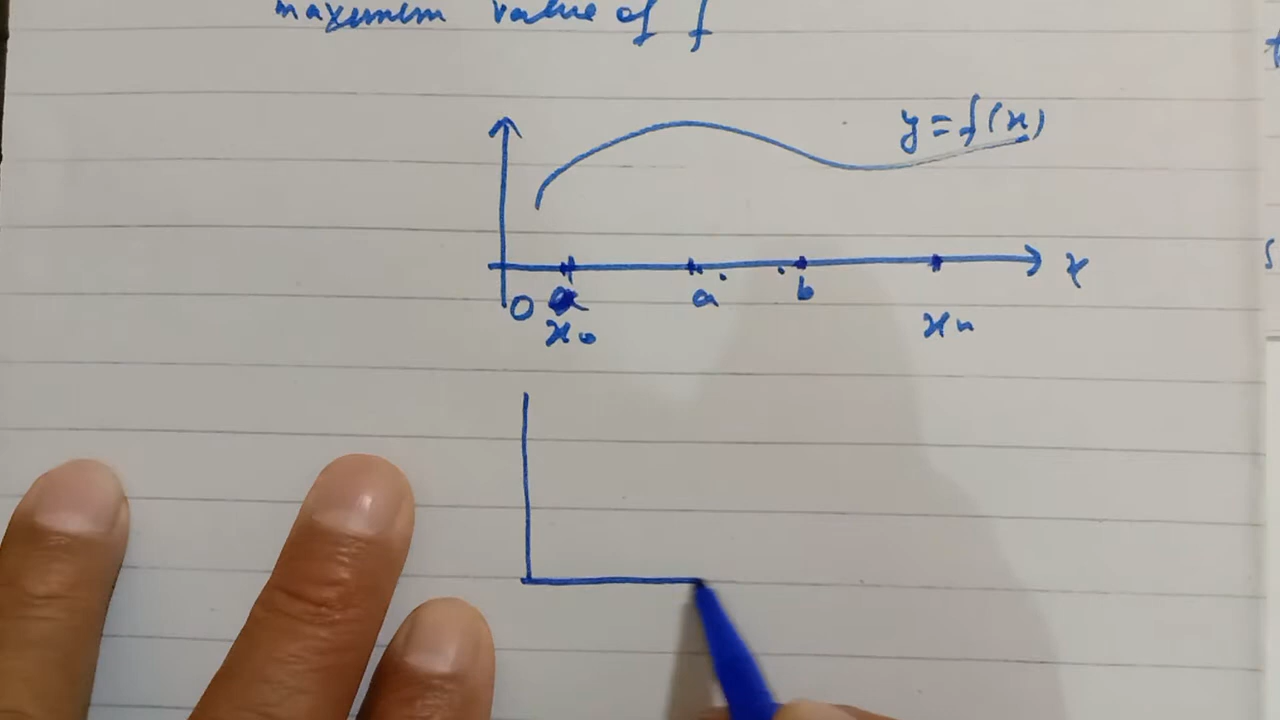 maximum value of f
y = f(x)
0 a b x
x₀ xₙ